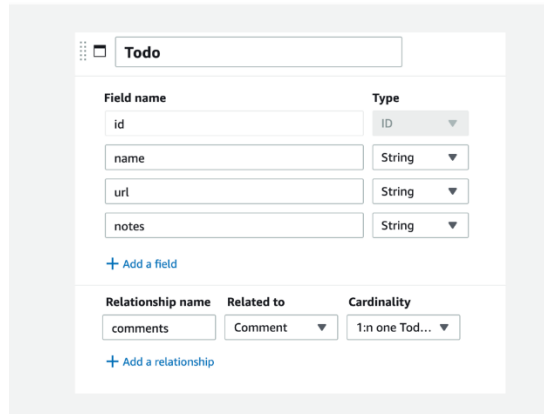 Todo
Field name Type
id ID
name String
url String
notes String
+ Add a field
Relationship name Related to Cardinality
comments Comment 1:n one Tod...
+ Add a relationship